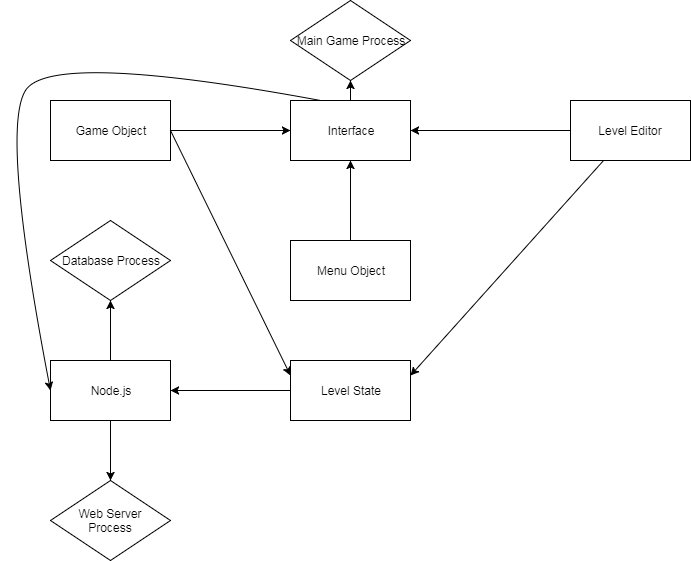 Main Game Process
Game Object
Interface
Level Editor
Database Process
Menu Object
Node.js
Level State
Web Server
Process